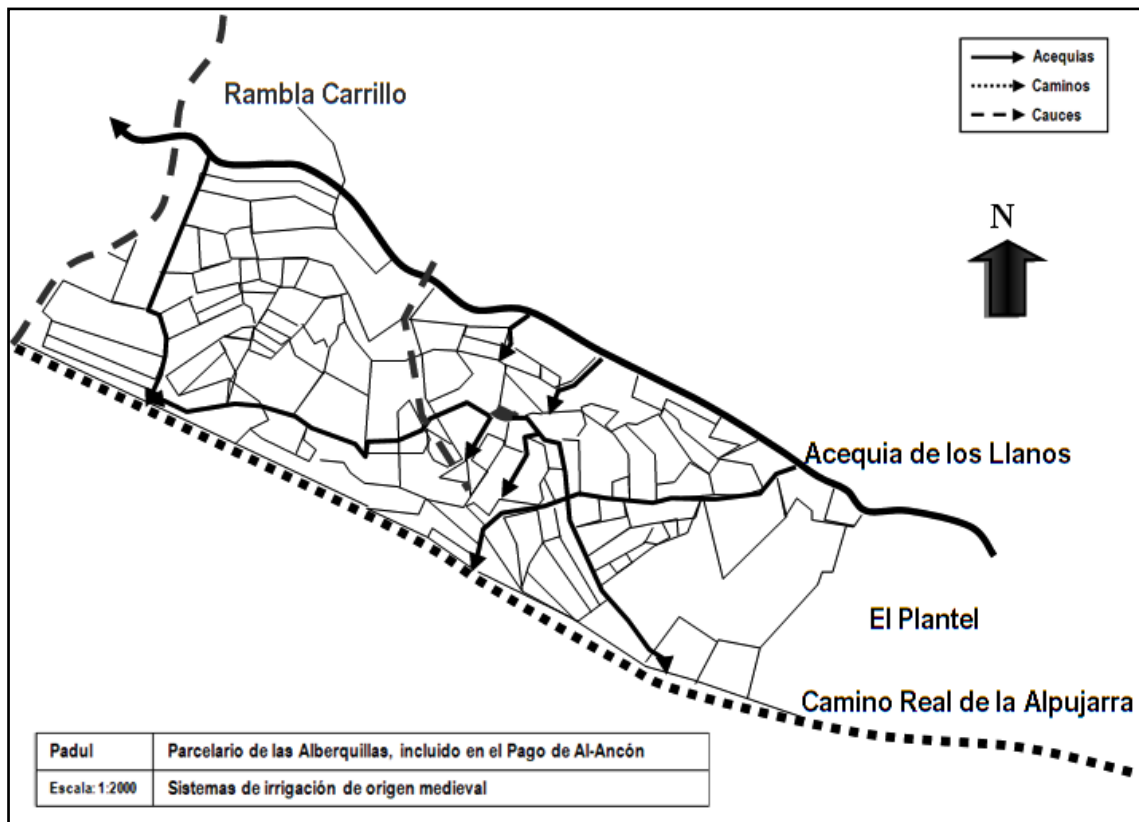 Acequias
Caminos
Cauces
Rambla Carrillo
N
Acequia de los Llanos
El Plantel
Camino Real de la Alpujarra
Padul
Parcelario de las Alberquillas, incluido en el Pago de Al-Ancón
Escala: 1:2000
Sistemas de irrigación de origen medieval